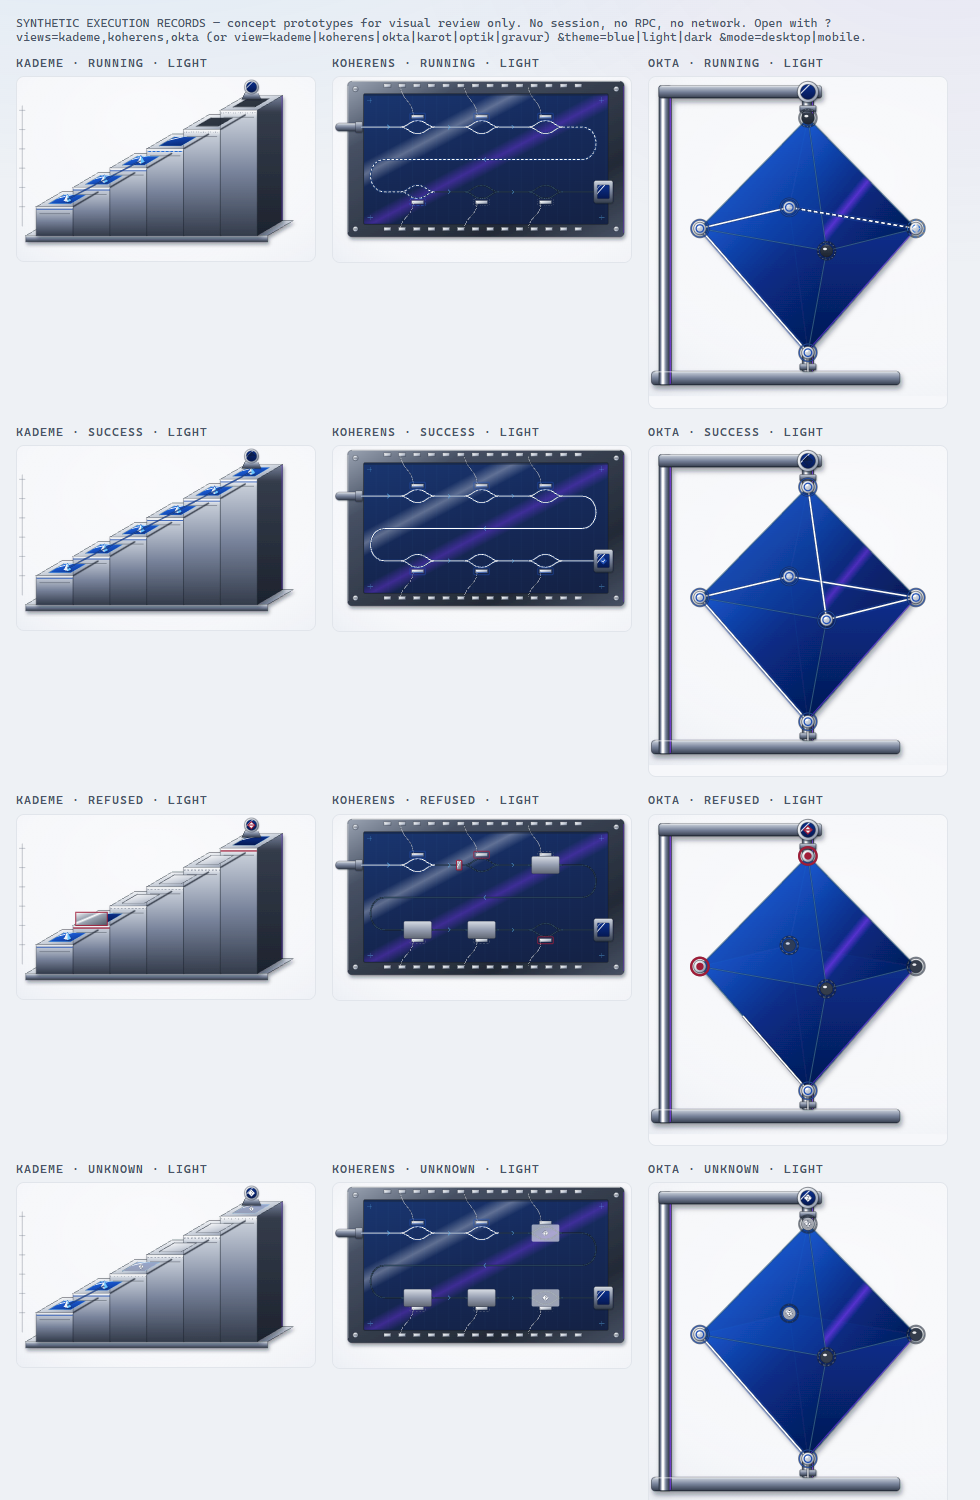 SYNTHETIC EXECUTION RECORDS — concept prototypes for visual review only. No session, no RPC, no network. Open with ?
views=kademe,koherens,okta (or view=kademe|koherens|okta|karot|optik|gravur) &theme=blue|light|dark &mode=desktop|mobile.
KADEME · RUNNING · LIGHT
KOHERENS · RUNNING · LIGHT
OKTA · RUNNING · LIGHT
KADEME · SUCCESS · LIGHT
KOHERENS · SUCCESS · LIGHT
OKTA · SUCCESS · LIGHT
KADEME · REFUSED · LIGHT
KOHERENS · REFUSED · LIGHT
OKTA · REFUSED · LIGHT
KADEME · UNKNOWN · LIGHT
KOHERENS · UNKNOWN · LIGHT
OKTA · UNKNOWN · LIGHT